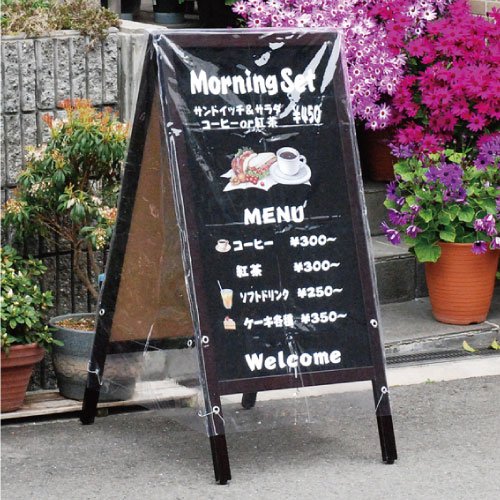 Morning Set
サンドイッチ&サラダ
コーヒーor紅茶 ¥450
MENU
コーヒー ¥300~
紅茶 ¥300~
ソフトドリンク ¥250~
ケーキ各種 ¥350~
Welcome